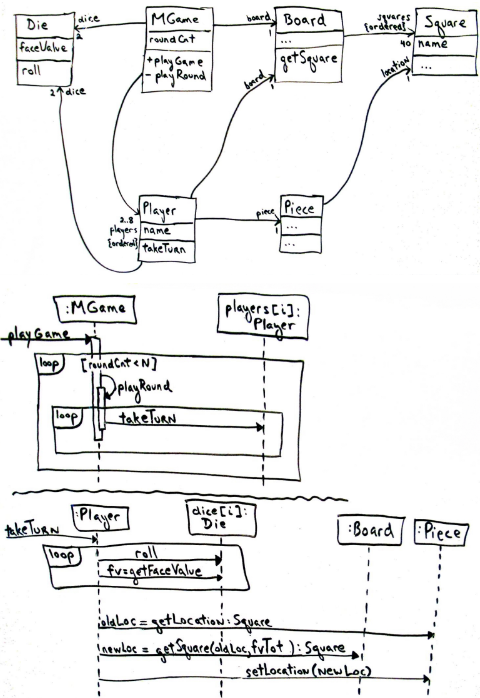 Die
faceValue
roll
dice
2
MGame
roundCnt
+playGame
- playRound
board
1
Board
...
getSquare
squares
{ordered}
40
Square
name
...
2 dice
board
1
location
1
2..8
players
{ordered}
Player
name
takeTurn
piece
1
Piece
...
...
:MGame
players[i]:
Player
playGame
loop
[roundCnt<N]
playRound
loop
takeTurn
:Player
dice[i]:
Die
:Board
:Piece
takeTurn
loop
roll
fv=getFaceValue
oldLoc = getLocation: Square
newLoc = getSquare(oldLoc, fvTot ): Square
setLocation(newLoc)